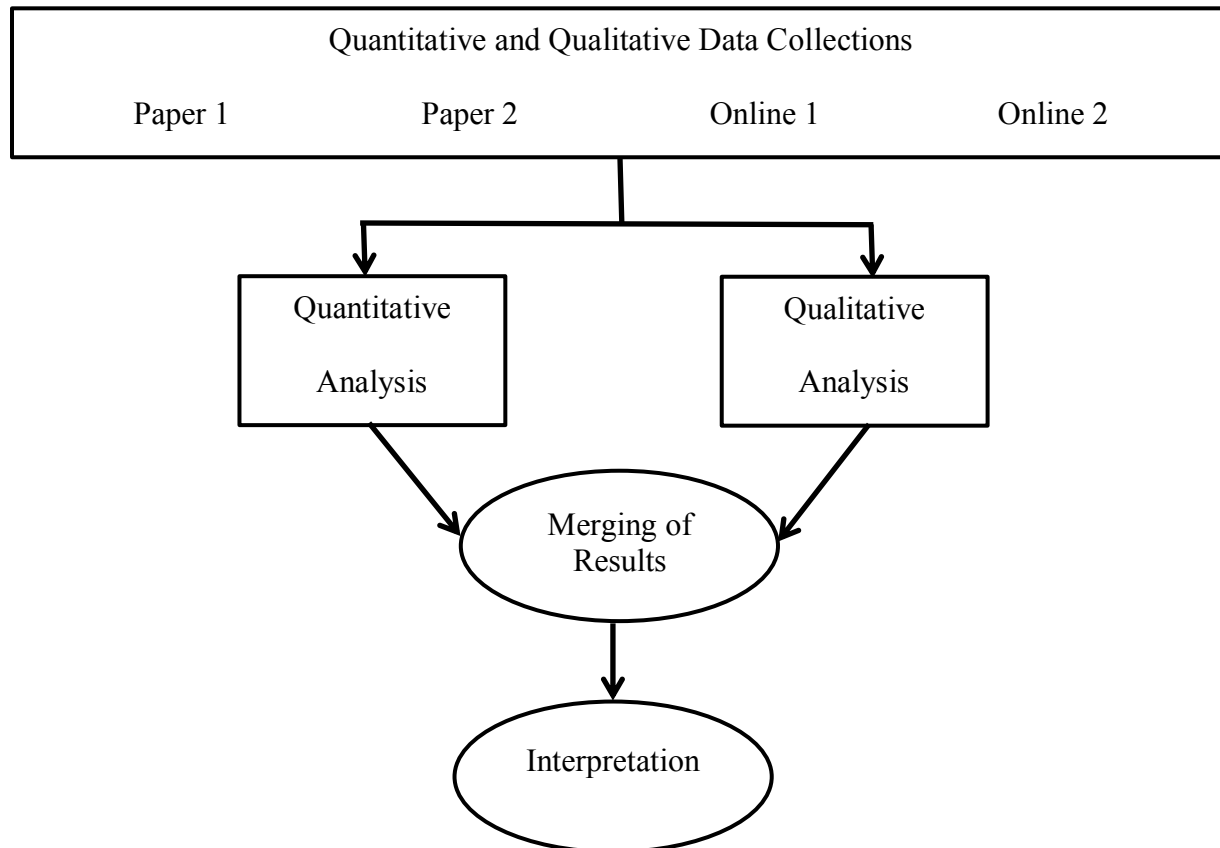 Quantitative and Qualitative Data Collections
Paper 1 Paper 2 Online 1 Online 2
Quantitative
Analysis
Qualitative
Analysis
Merging of
Results
Interpretation